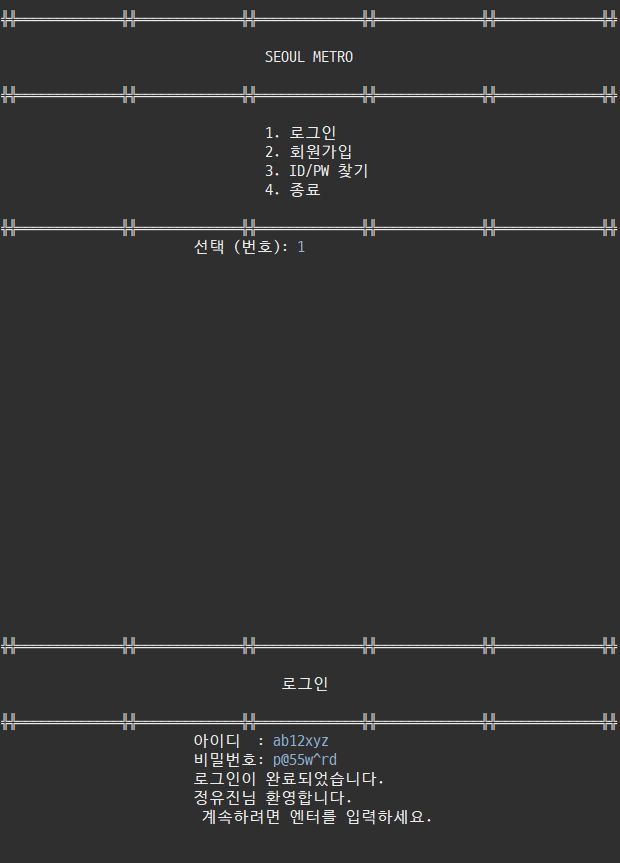 SEOUL METRO
1. 로그인
2. 회원가입
3. ID/PW 찾기
4. 종료
선택 (번호): 1
로그인
아이디  : ab12xyz
비밀번호: p@55w^rd
로그인이 완료되었습니다.
정유진님 환영합니다.
계속하려면 엔터를 입력하세요.